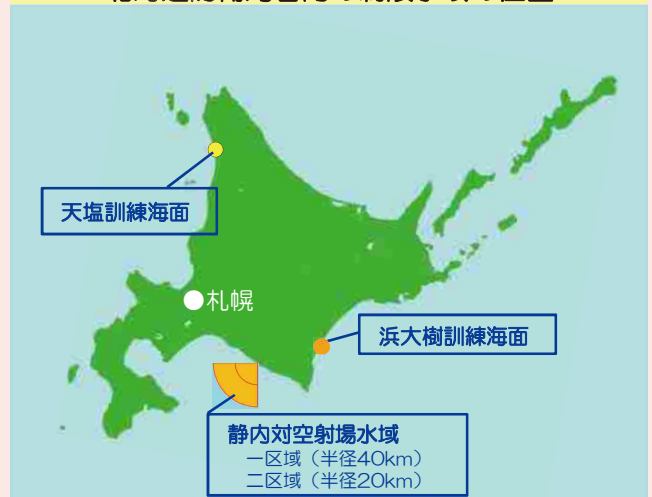 天塩訓練海面
札幌
浜大樹訓練海面
静内対空射場水域
一区域（半径40km）
二区域（半径20km）